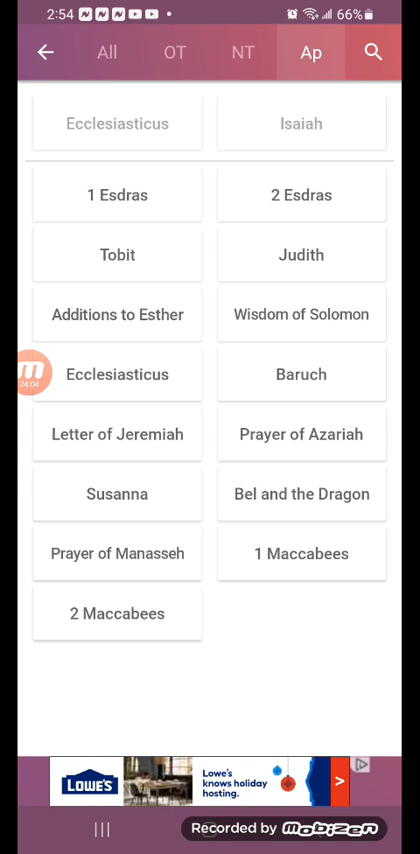 2:54 66%
All OT NT Ap
Ecclesiasticus Isaiah
1 Esdras 2 Esdras
Tobit Judith
Additions to Esther Wisdom of Solomon
Ecclesiasticus Baruch
24:04
Letter of Jeremiah Prayer of Azariah
Susanna Bel and the Dragon
Prayer of Manasseh 1 Maccabees
2 Maccabees
LOWE'S
Lowe's
knows holiday
hosting.
Recorded by mobizen